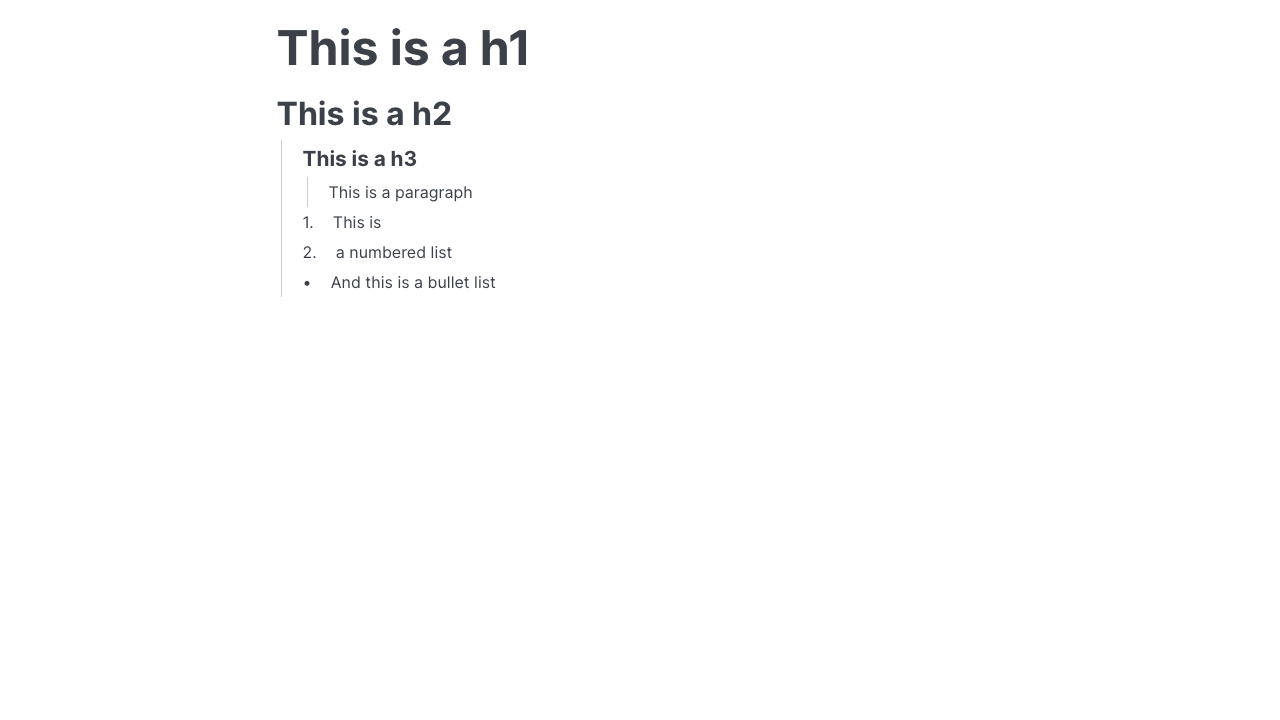 This is a h1
This is a h2
This is a h3
This is a paragraph
1. This is
2. a numbered list
• And this is a bullet list